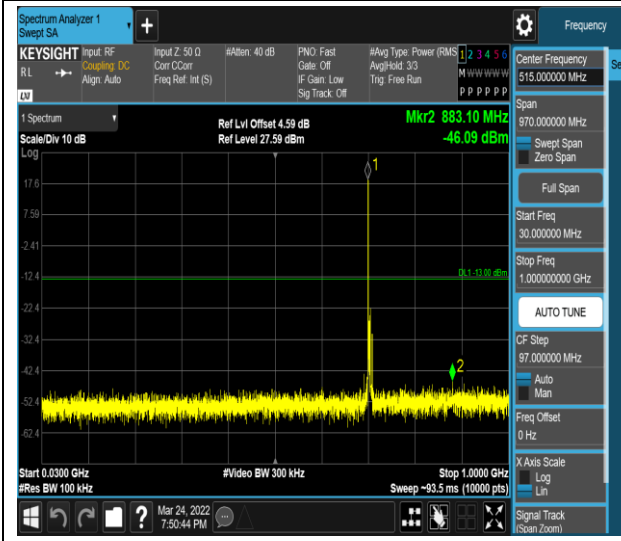 Spectrum Analyzer 1
Swept SA
Frequency
KEYSIGHT
RL
Input: RF
Coupling: DC
Align: Auto
Input Z: 50 Ω
Corr CCorr
Freq Ref: Int (S)
#Atten: 40 dB
PNO: Fast
Gate: Off
IF Gain: Low
Sig Track: Off
#Avg Type: Power (RMS
Avg|Hold: 3/3
Trig: Free Run
1 2 3 4 5 6
M W W W W W
P P P P P P
LXI
1 Spectrum
Scale/Div 10 dB
Log
Ref Lvl Offset 4.59 dB
Ref Level 27.59 dBm
Mkr2 883.10 MHz
-46.09 dBm
1
17.6
7.59
-2.41
-12.4
DL1 -13.00 dBm
-22.4
-32.4
-42.4
2
-52.4
-62.4
Start 0.0300 GHz
#Res BW 100 kHz
#Video BW 300 kHz
Stop 1.0000 GHz
Sweep ~93.5 ms (10000 pts)
Mar 24, 2022
7:50:44 PM
?
Center Frequency
515.000000 MHz
Se
Span
970.000000 MHz
Swept Span
Zero Span
Full Span
Start Freq
30.000000 MHz
Stop Freq
1.000000000 GHz
AUTO TUNE
CF Step
97.000000 MHz
Auto
Man
Freq Offset
0 Hz
X Axis Scale
Log
Lin
Signal Track
(Span Zoom)